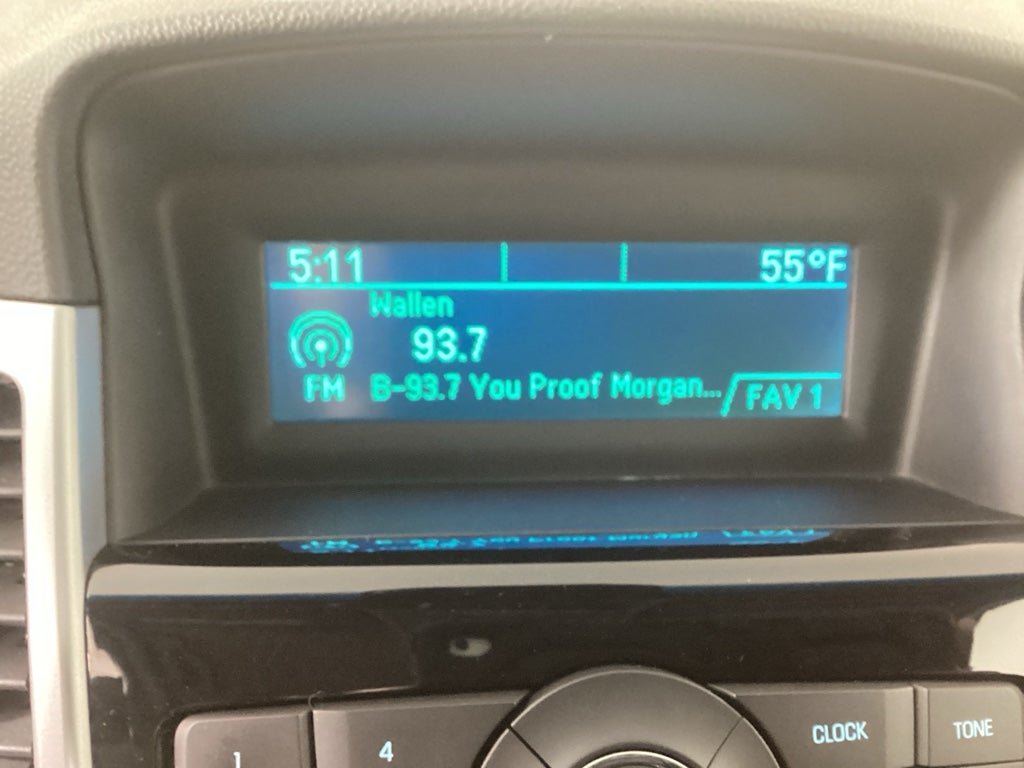 5:11 55°F
Wallen
93.7
FM B-93.7 You Proof Morgan... FAV 1
1 4 CLOCK TONE